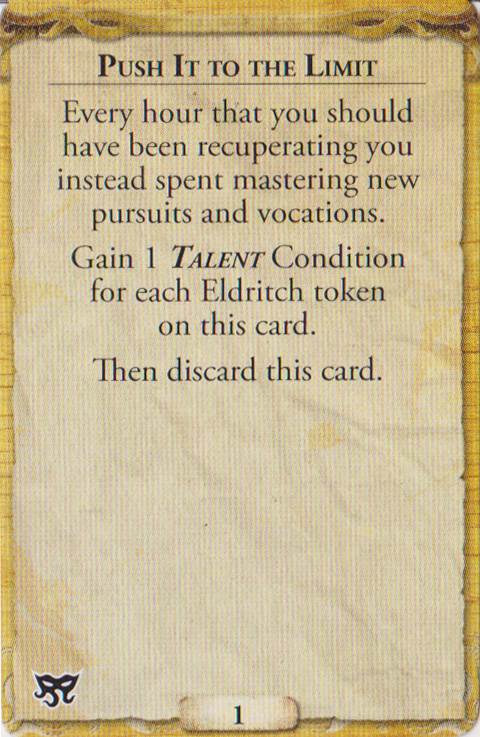 PUSH IT TO THE LIMIT
Every hour that you should
have been recuperating you
instead spent mastering new
pursuits and vocations.
Gain 1 TALENT Condition
for each Eldritch token
on this card.
Then discard this card.
1